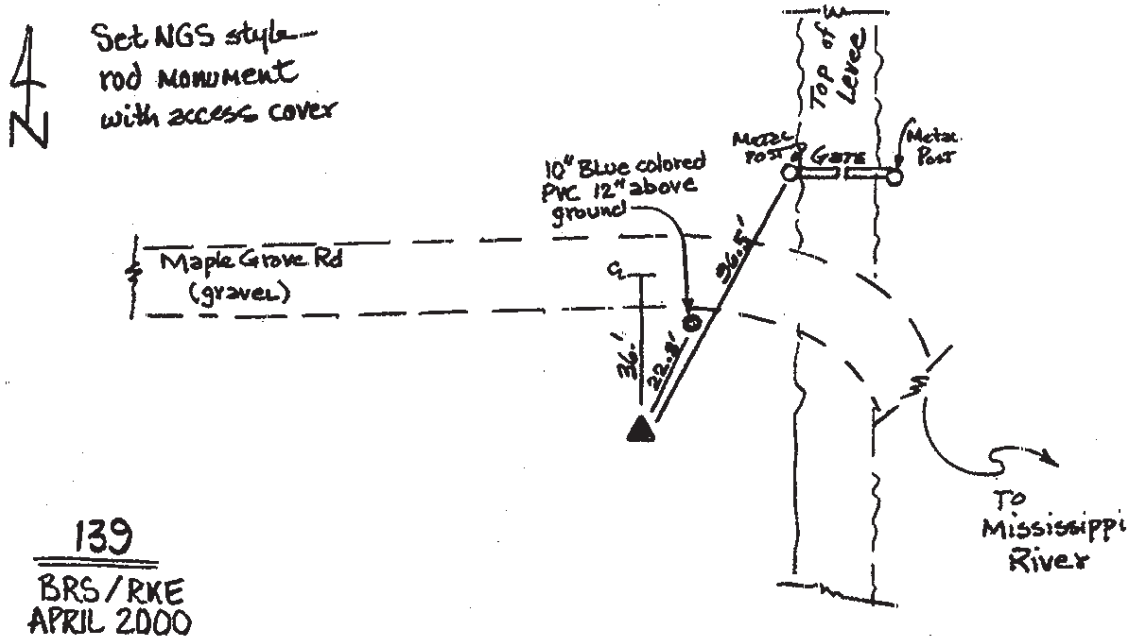 N
Set NGS style
rod Monument
with access cover
Top of
Levee
Metal
Post
Gate
Metal
Post
10" Blue colored
PVC 12" above
ground
Maple Grove Rd
(gravel)
CL
36.'
22.8'
96.5'
To
Mississippi
River
139
BRS/RKE
APRIL 2000